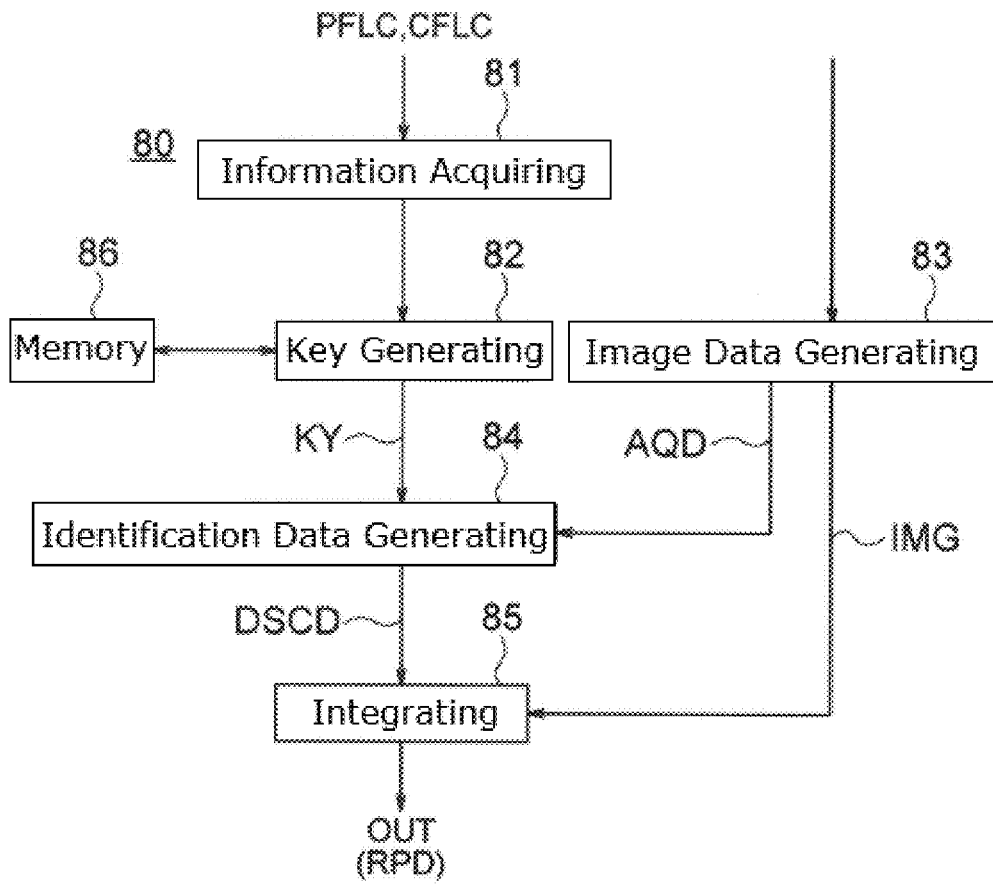 PFLC,CFLC
81
80
Information Acquiring
86
82
83
Memory
Key Generating
Image Data Generating
KY
84
AQD
Identification Data Generating
IMG
DSCD
85
Integrating
OUT
(RPD)